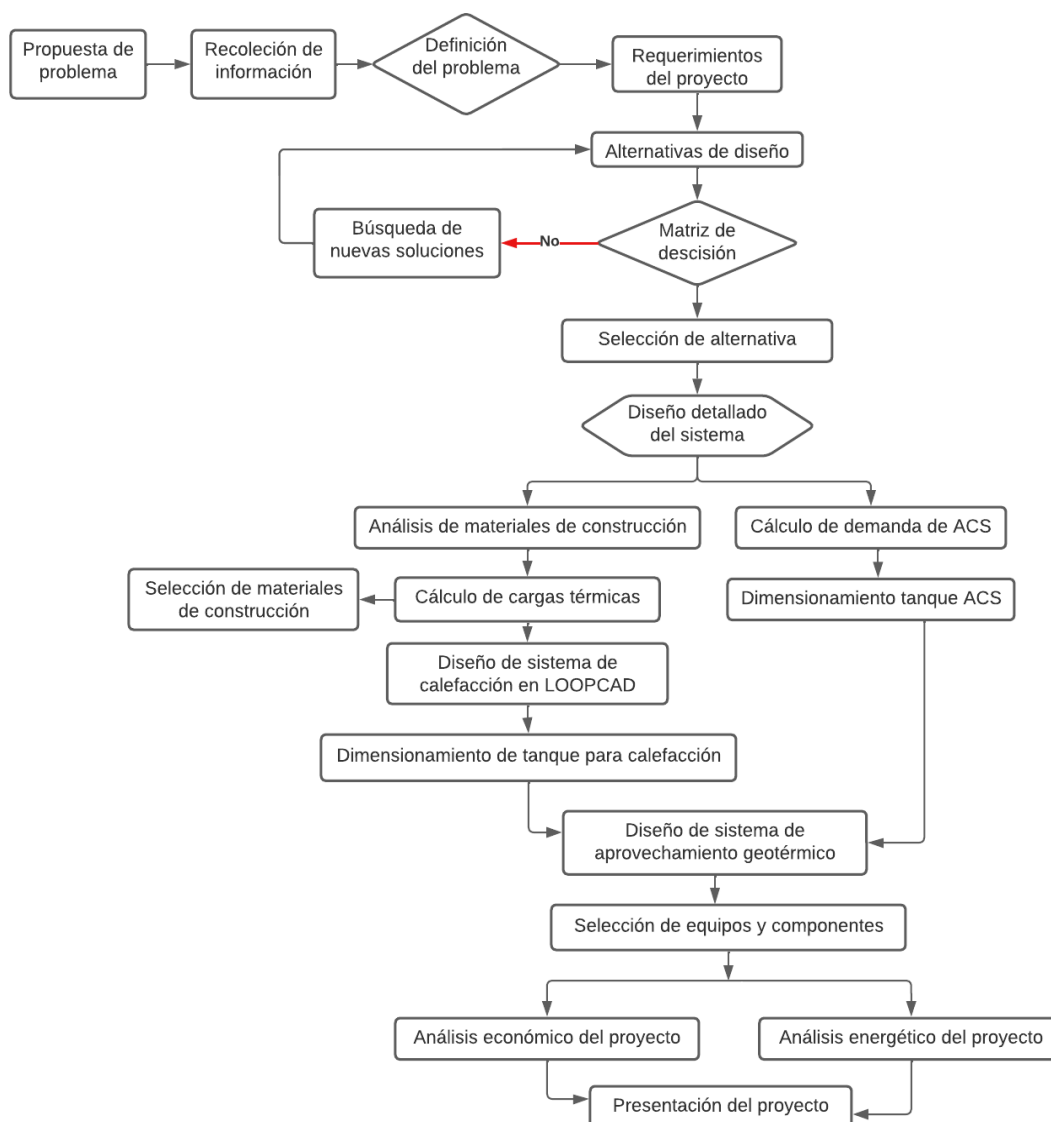 Propuesta de
problema
Recoleción de
información
Definición
del problema
Requerimientos
del proyecto
Alternativas de diseño
Búsqueda de
nuevas soluciones
No
Matriz de
descisión
Selección de alternativa
Diseño detallado
del sistema
Análisis de materiales de construcción
Cálculo de demanda de ACS
Selección de materiales
de construcción
Cálculo de cargas térmicas
Dimensionamiento tanque ACS
Diseño de sistema de
calefacción en LOOPCAD
Dimensionamiento de tanque para calefacción
Diseño de sistema de
aprovechamiento geotérmico
Selección de equipos y componentes
Análisis económico del proyecto
Análisis energético del proyecto
Presentación del proyecto